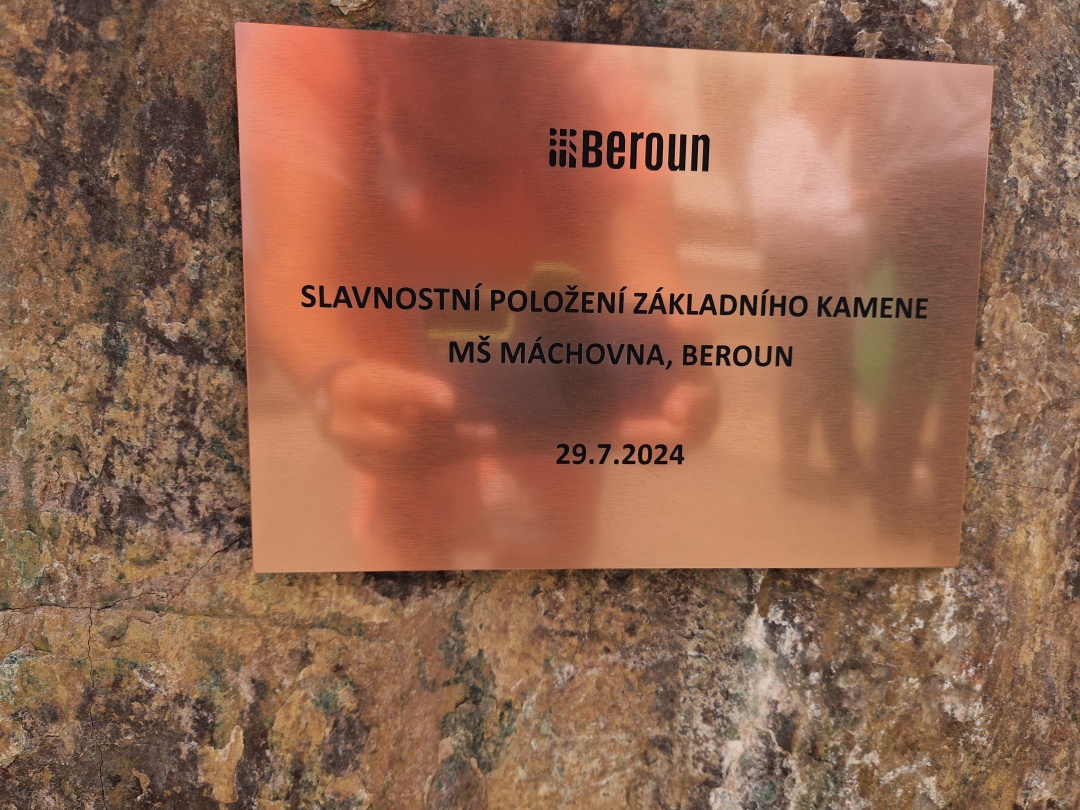 Beroun
SLAVNOSTNÍ POLOŽENÍ ZÁKLADNÍHO KAMENE
MŠ MÁCHOVNA, BEROUN
29.7.2024